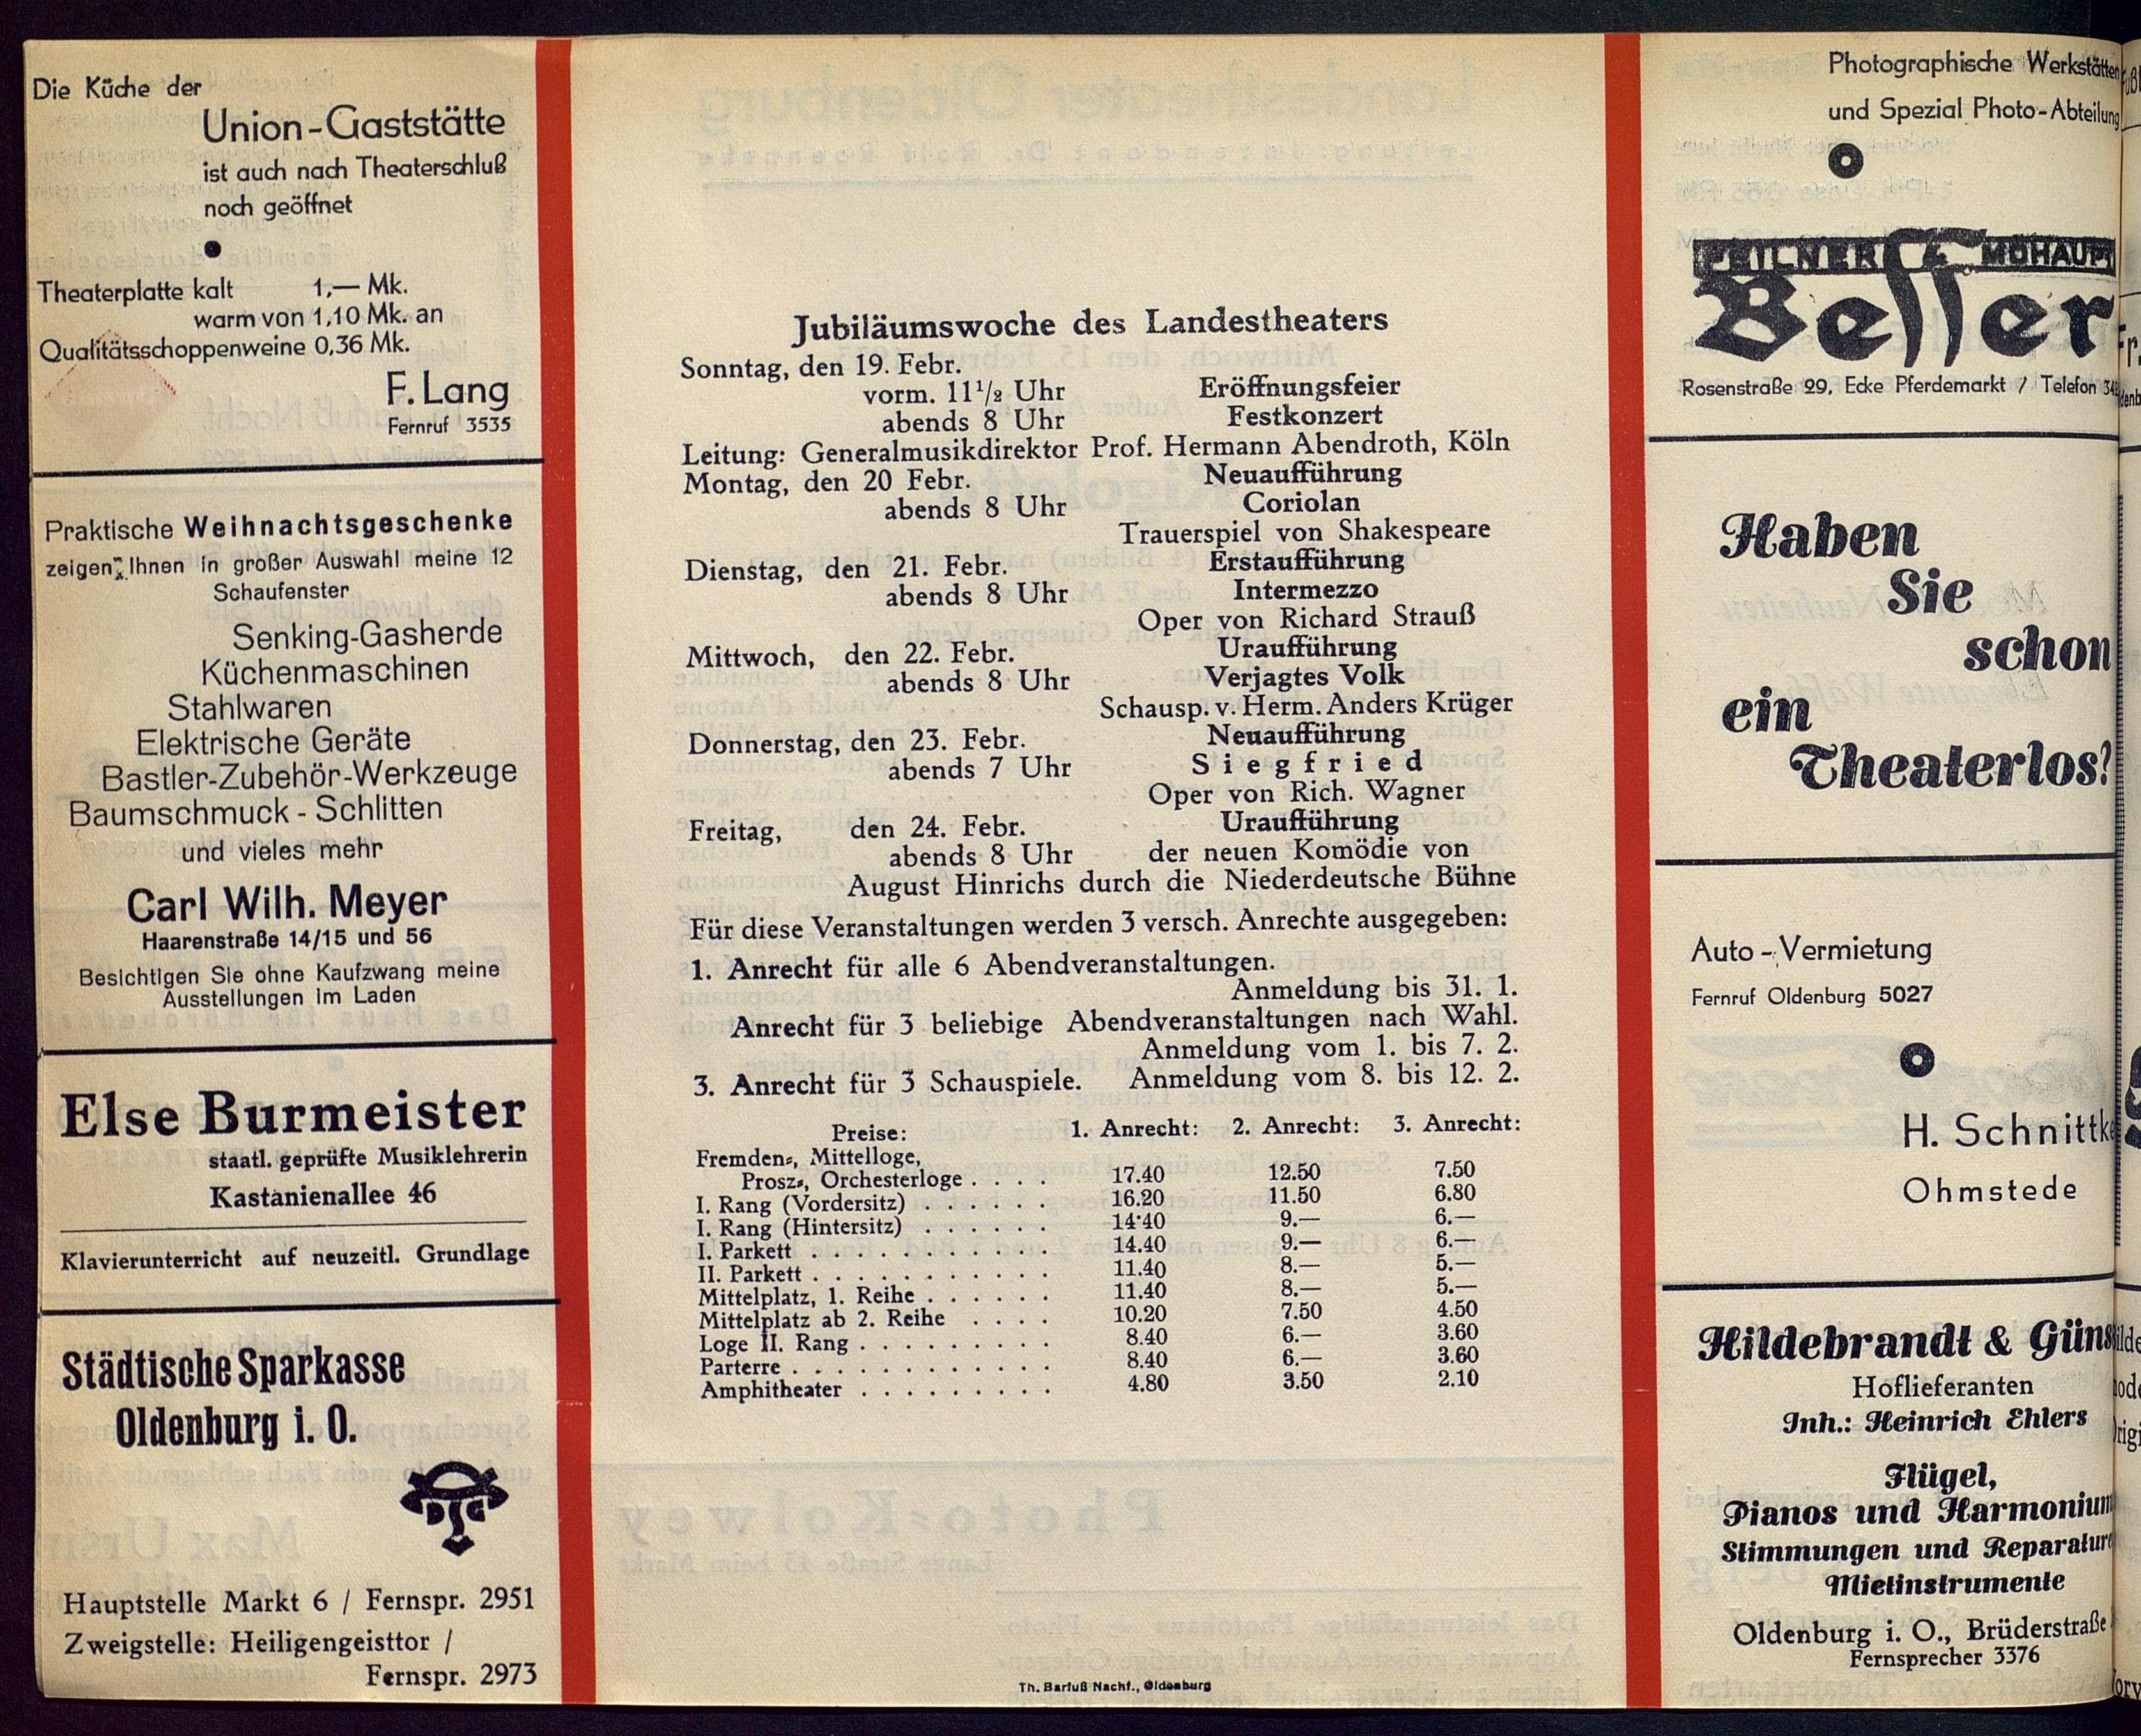 Die Küche der
Union-Gaststätte
ist auch nach Theaterschluß
noch geöffnet
Theaterplatte kalt 1,— Mk.
warm von 1,10 Mk. an
Qualitätsschoppenweine 0,36 Mk.
F. Lang
Fernruf 3535
Praktische Weihnachtsgeschenke
zeigen Ihnen in großer Auswahl meine 12
Schaufenster
Senking-Gasherde
Küchenmaschinen
Stahlwaren
Elektrische Geräte
Bastler-Zubehör-Werkzeuge
Baumschmuck - Schlitten
und vieles mehr
Carl Wilh. Meyer
Haarenstraße 14/15 und 56
Besichtigen Sie ohne Kaufzwang meine
Ausstellungen im Laden
Else Burmeister
staatl. geprüfte Musiklehrerin
Kastanienallee 46
Klavierunterricht auf neuzeitl. Grundlage
Städtische Sparkasse
Oldenburg i. O.
Hauptstelle Markt 6 / Fernspr. 2951
Zweigstelle: Heiligengeisttor /
Fernspr. 2973
Jubiläumswoche des Landestheaters
Sonntag, den 19. Febr.
vorm. 11½ Uhr Eröffnungsfeier
abends 8 Uhr Festkonzert
Leitung: Generalmusikdirektor Prof. Hermann Abendroth, Köln
Montag, den 20 Febr. Neuaufführung
abends 8 Uhr Coriolan
Trauerspiel von Shakespeare
Dienstag, den 21. Febr. Erstaufführung
abends 8 Uhr Intermezzo
Oper von Richard Strauß
Mittwoch, den 22. Febr. Uraufführung
abends 8 Uhr Verjagtes Volk
Schausp. v. Herm. Anders Krüger
Donnerstag, den 23. Febr. Neuaufführung
abends 7 Uhr Siegfried
Oper von Rich. Wagner
Freitag, den 24. Febr. Uraufführung
abends 8 Uhr der neuen Komödie von
August Hinrichs durch die Niederdeutsche Bühne
Für diese Veranstaltungen werden 3 versch. Anrechte ausgegeben:
1. Anrecht für alle 6 Abendveranstaltungen.
Anmeldung bis 31. 1.
Anrecht für 3 beliebige Abendveranstaltungen nach Wahl.
Anmeldung vom 1. bis 7. 2.
3. Anrecht für 3 Schauspiele. Anmeldung vom 8. bis 12. 2.
Preise: 1. Anrecht: 2. Anrecht: 3. Anrecht:
Fremden-, Mittelloge,
Prosz-, Orchesterloge . . . . 17.40 12.50 7.50
I. Rang (Vordersitz) . . . . . . 16.20 11.50 6.80
I. Rang (Hintersitz) . . . . . . 14·40 9.— 6.—
I. Parkett . . . . . . . . . . . 14.40 9.— 6.—
II. Parkett . . . . . . . . . . . 11.40 8.— 5.—
Mittelplatz, 1. Reihe . . . . . . 11.40 8.— 5.—
Mittelplatz ab 2. Reihe . . . . 10.20 7.50 4.50
Loge II. Rang . . . . . . . . . 8.40 6.— 3.60
Parterre . . . . . . . . . . . . 8.40 6.— 3.60
Amphitheater . . . . . . . . . 4.80 3.50 2.10
Th. Barfuß Nachf., Oldenburg
Photographische Werkstätten
und Spezial Photo-Abteilung
FEILNER & MOHAUPT
Besser
Rosenstraße 29, Ecke Pferdemarkt / Telefon
Haben
Sie
schon
ein
Theaterlos?
Auto-Vermietung
Fernruf Oldenburg 5027
H. Schnittke
Ohmstede
Hildebrandt & Güns
Hoflieferanten
Inh.: Heinrich Ehlers
Flügel,
Pianos und Harmonium
Stimmungen und Reparature
Mietinstrumente
Oldenburg i. O., Brüderstraße
Fernsprecher 3376